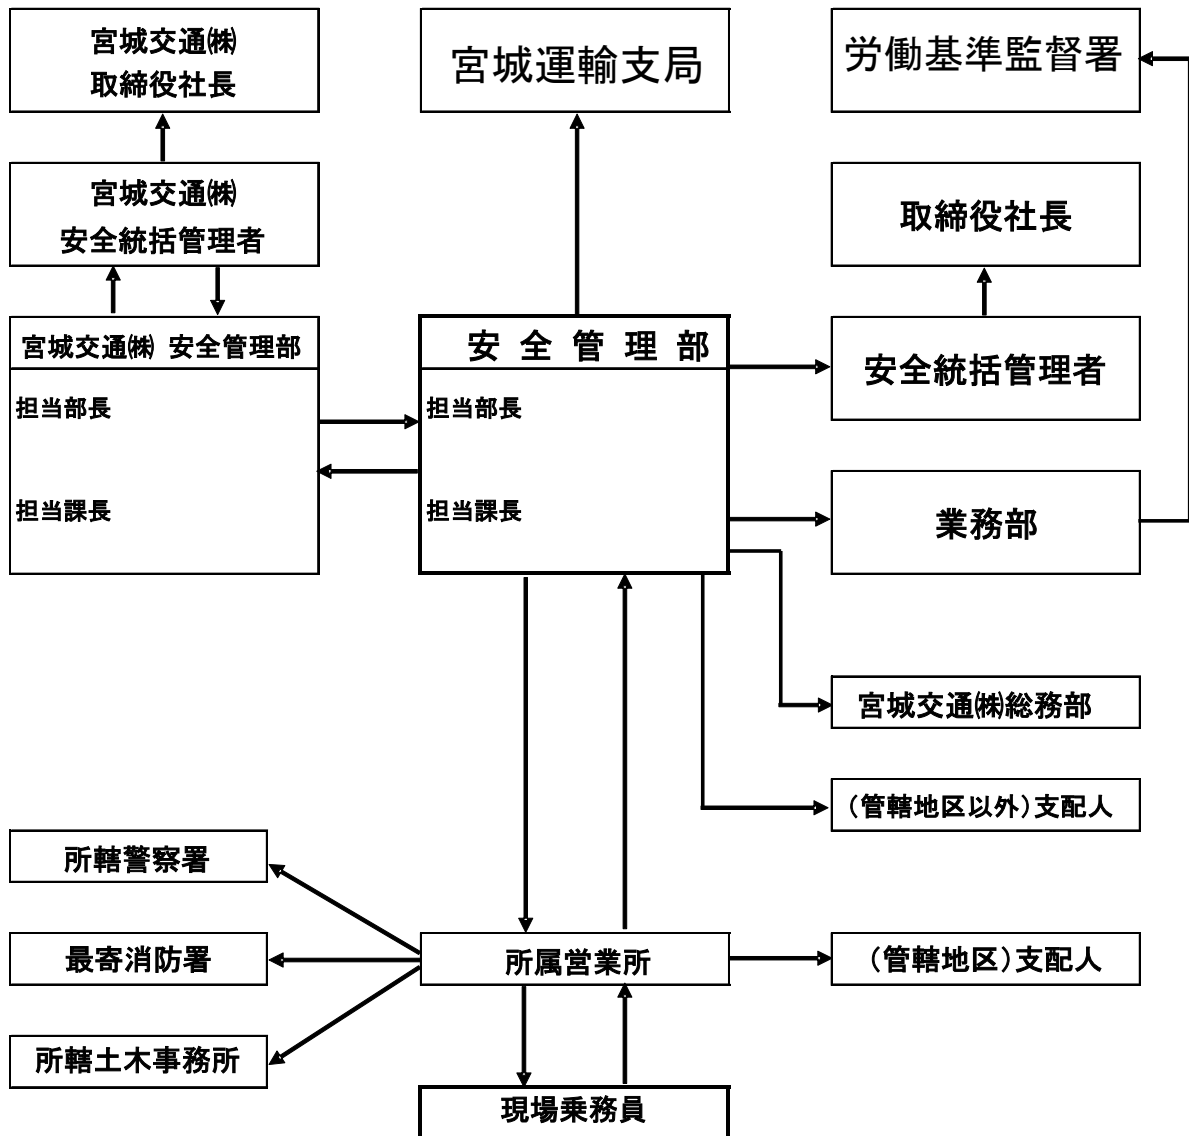 宮城交通㈱
取締役社長
宮城運輸支局
労働基準監督署
宮城交通㈱
安全統括管理者
取締役社長
宮城交通㈱ 安全管理部
担当部長
担当課長
安 全 管 理 部
担当部長
担当課長
安全統括管理者
業務部
宮城交通㈱総務部
（管轄地区以外）支配人
所轄警察署
最寄消防署
所轄土木事務所
所属営業所
（管轄地区）支配人
現場乗務員